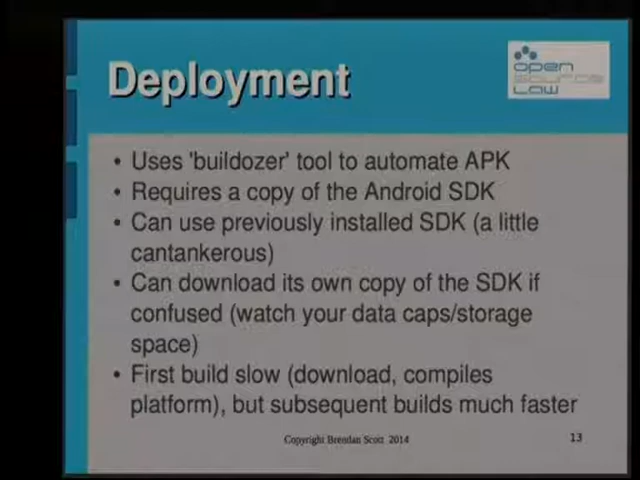 Deployment
open
source
Law
• Uses 'buildozer' tool to automate APK
• Requires a copy of the Android SDK
• Can use previously installed SDK (a little
cantankerous)
• Can download its own copy of the SDK if
confused (watch your data caps/storage
space)
• First build slow (download, compiles
platform), but subsequent builds much faster
Copyright Brendan Scott 2014
13